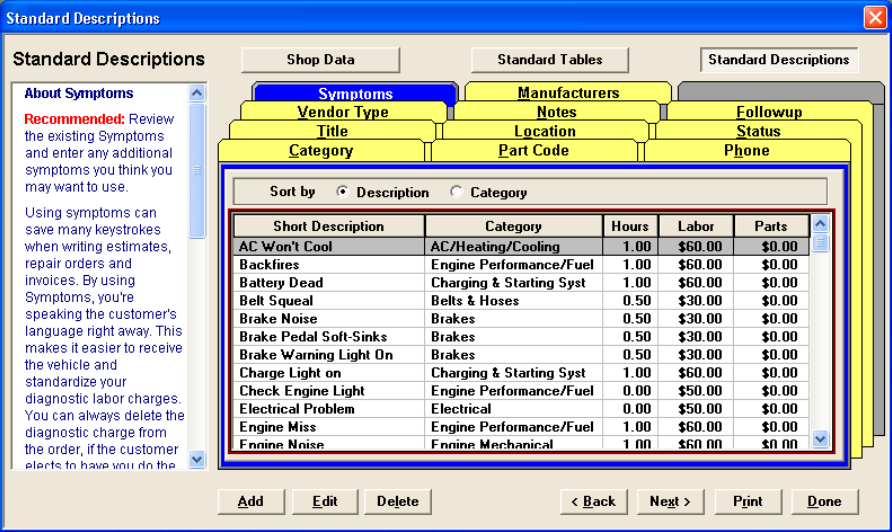 Standard Descriptions
Standard Descriptions
Shop Data
Standard Tables
Standard Descriptions
About Symptoms
Recommended: Review
the existing Symptoms
and enter any additional
symptoms you think you
may want to use.
Using symptoms can
save many keystrokes
when writing estimates,
repair orders and
invoices. By using
Symptoms, you're
speaking the customer's
language right away. This
makes it easier to receive
the vehicle and
standardize your
diagnostic labor charges.
You can always delete the
diagnostic charge from
the order, if the customer
elects to have you do the
Symptoms Manufacturers
Vendor Type Notes Followup
Title Location Status
Category Part Code Phone
Sort by Description Category
Short Description Category Hours Labor Parts
AC Won't Cool AC/Heating/Cooling 1.00 $60.00 $0.00
Backfires Engine Performance/Fuel 1.00 $60.00 $0.00
Battery Dead Charging & Starting Syst 1.00 $60.00 $0.00
Belt Squeal Belts & Hoses 0.50 $30.00 $0.00
Brake Noise Brakes 0.50 $30.00 $0.00
Brake Pedal Soft-Sinks Brakes 0.50 $30.00 $0.00
Brake Warning Light On Brakes 0.50 $30.00 $0.00
Charge Light on Charging & Starting Syst 1.00 $60.00 $0.00
Check Engine Light Engine Performance/Fuel 0.00 $50.00 $0.00
Electrical Problem Electrical 0.00 $50.00 $0.00
Engine Miss Engine Performance/Fuel 1.00 $60.00 $0.00
Engine Noise Engine Mechanical 1.00 $60.00 $0.00
Add Edit Delete < Back Next > Print Done